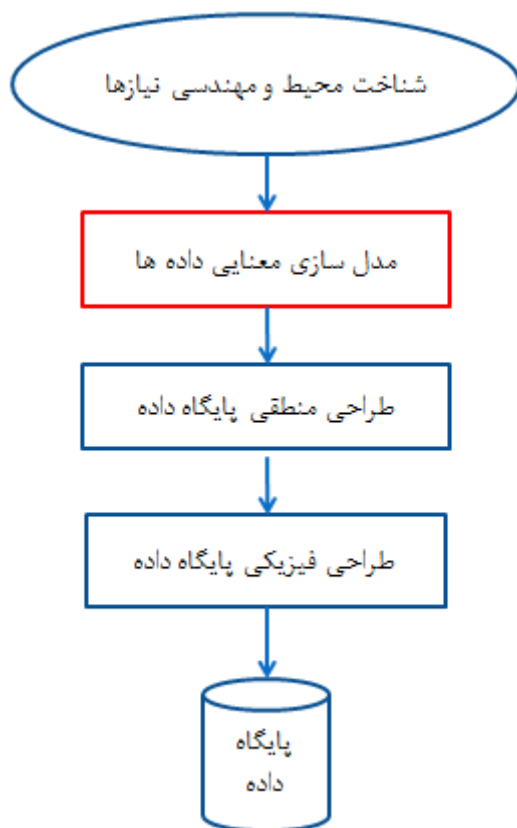 شناخت محیط و مهندسی نیازها
مدل سازی معنایی داده ها
طراحی منطقی پایگاه داده
طراحی فیزیکی پایگاه داده
پایگاه
داده